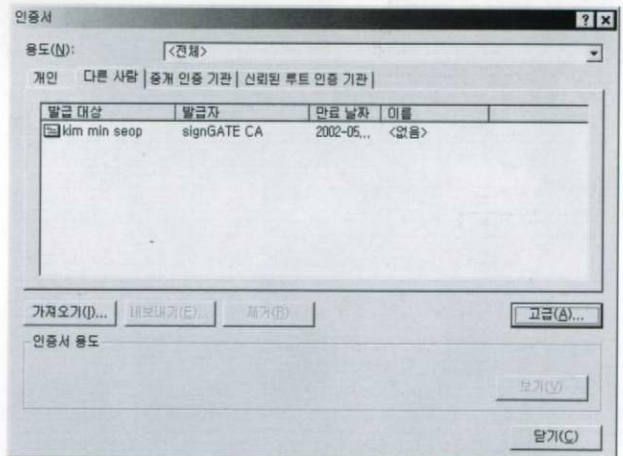 인증서
용도(N): <전체>
개인 다른 사람 중개 인증 기관 신뢰된 루트 인증 기관
발급 대상 발급자 만료 날짜 이름
kim min seop signGATE CA 2002-05,,, <없음>
가져오기(I)... 내보내기(E)... 제거(R) 고급(A)...
인증서 용도
보기(V)
닫기(C)